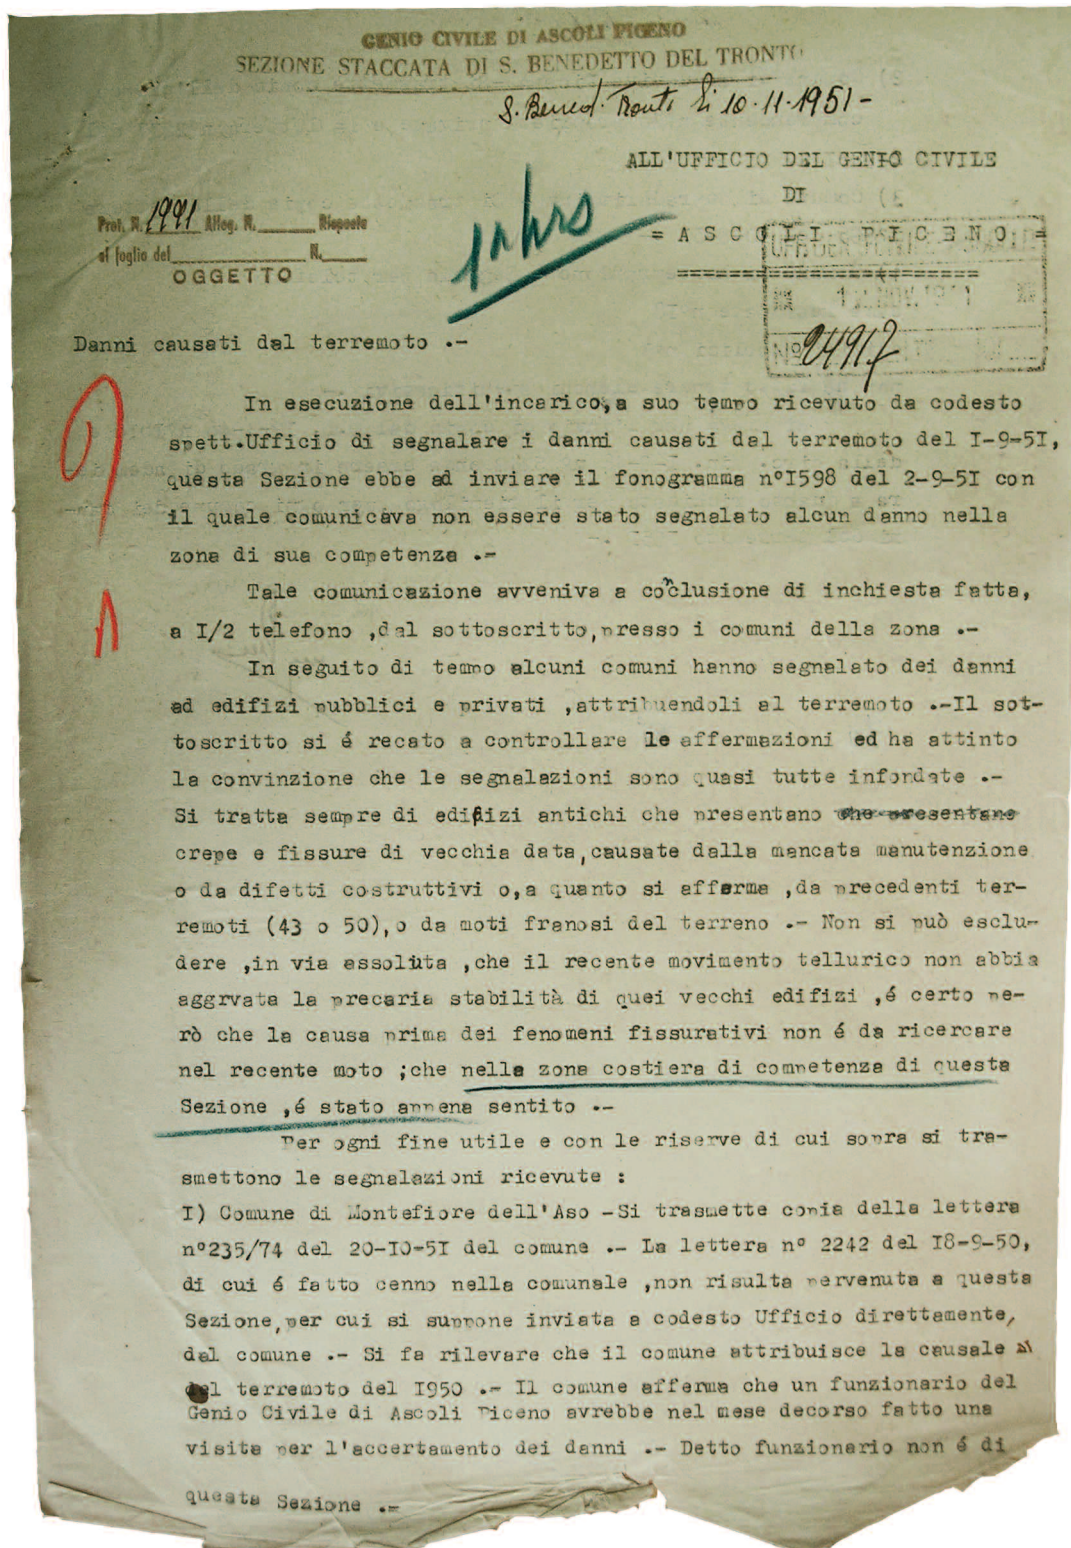 GENIO CIVILE DI ASCOLI PICENO
SEZIONE STACCATA DI S. BENEDETTO DEL TRONTO
S. Bened. Tronto li 10-11-1951-
ALL'UFFICIO DEL GENIO CIVILE
DI
= A S C O L I   P I C E N O =
===================
Prot. N. 1991 Alleg. N. ______ Risposta
al foglio del ____________ N. ____
OGGETTO
NOV. 1951
Nº 24917
Danni causati dal terremoto .-
In esecuzione dell'incarico,a suo tempo ricevuto da codesto
spett.Ufficio di segnalare i danni causati dal terremoto del I-9-5I,
questa Sezione ebbe ad inviare il fonogramma n°I598 del 2-9-5I con
il quale comunicava non essere stato segnalato alcun danno nella
zona di sua competenza .-
Tale comunicazione avveniva a conclusione di inchiesta fatta,
a I/2 telefono ,dal sottoscritto,presso i comuni della zona .-
In seguito di tempo alcuni comuni hanno segnalato dei danni
ad edifizi pubblici e privati ,attribuendoli al terremoto .-Il sot-
toscritto si é recato a controllare le affermazioni ed ha attinto
la convinzione che le segnalazioni sono quasi tutte infordate .-
Si tratta sempre di edifizi antichi che presentano che presentano
crepe e fissure di vecchia data,causate dalla mancata manutenzione
o da difetti costruttivi o,a quanto si afferma ,da precedenti ter-
remoti (43 o 50),o da moti franosi del terreno .- Non si può esclu-
dere ,in via assoluta ,che il recente movimento tellurico non abbia
aggrvata la precaria stabilità di quei vecchi edifizi ,é certo pe-
rò che la causa prima dei fenomeni fissurativi non é da ricercare
nel recente moto ;che nella zona costiera di competenza di questa
Sezione ,é stato appena sentito .-
Per ogni fine utile e con le riserve di cui sopra si tra-
smettono le segnalazioni ricevute :
I) Comune di Montefiore dell'Aso -Si trasmette copia della lettera
n°235/74 del 20-I0-5I del comune .- La lettera n° 2242 del I8-9-50,
di cui é fatto cenno nella comunale ,non risulta pervenuta a questa
Sezione,per cui si suppone inviata a codesto Ufficio direttamente,
dal comune .- Si fa rilevare che il comune attribuisce la causale
del terremoto del I950 .- Il comune afferma che un funzionario del
Genio Civile di Ascoli Piceno avrebbe nel mese decorso fatto una
visita per l'accertamento dei danni .- Detto funzionario non é di
questa Sezione .-